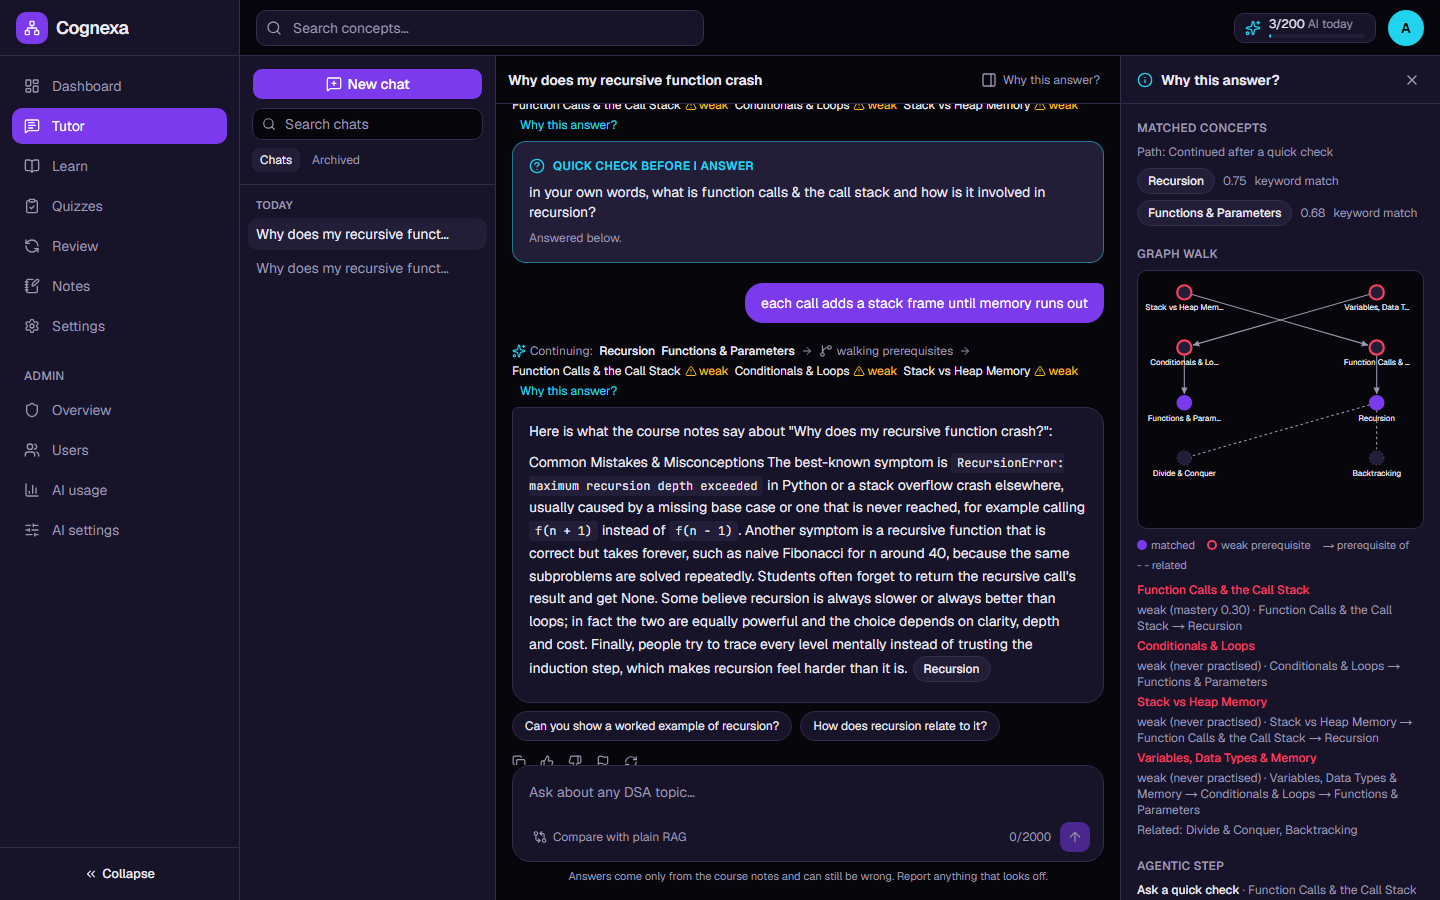 Cognexa
Search concepts...
3/200 AI today
A
Dashboard
Tutor
Learn
Quizzes
Review
Notes
Settings
ADMIN
Overview
Users
AI usage
AI settings
Collapse
New chat
Search chats
Chats
Archived
TODAY
Why does my recursive funct...
Why does my recursive funct...
Why does my recursive function crash
Why this answer?
Function Calls & the Call Stack weak Conditionals & Loops weak Stack vs Heap Memory weak
Why this answer?
QUICK CHECK BEFORE I ANSWER
in your own words, what is function calls & the call stack and how is it involved in
recursion?
Answered below.
each call adds a stack frame until memory runs out
Continuing: Recursion Functions & Parameters → walking prerequisites →
Function Calls & the Call Stack weak Conditionals & Loops weak Stack vs Heap Memory weak
Why this answer?
Here is what the course notes say about "Why does my recursive function crash?":
Common Mistakes & Misconceptions The best-known symptom is RecursionError:
maximum recursion depth exceeded in Python or a stack overflow crash elsewhere,
usually caused by a missing base case or one that is never reached, for example calling
f(n + 1) instead of f(n - 1). Another symptom is a recursive function that is
correct but takes forever, such as naive Fibonacci for n around 40, because the same
subproblems are solved repeatedly. Students often forget to return the recursive call's
result and get None. Some believe recursion is always slower or always better than
loops; in fact the two are equally powerful and the choice depends on clarity, depth
and cost. Finally, people try to trace every level mentally instead of trusting the
induction step, which makes recursion feel harder than it is. Recursion
Can you show a worked example of recursion?
How does recursion relate to it?
Ask about any DSA topic...
Compare with plain RAG
0/2000
Answers come only from the course notes and can still be wrong. Report anything that looks off.
Why this answer?
MATCHED CONCEPTS
Path: Continued after a quick check
Recursion 0.75 keyword match
Functions & Parameters 0.68 keyword match
GRAPH WALK
Stack vs Heap Mem...
Variables, Data T...
Conditionals & Lo...
Function Calls & ...
Functions & Param...
Recursion
Divide & Conquer
Backtracking
matched weak prerequisite → prerequisite of
- - related
Function Calls & the Call Stack
weak (mastery 0.30) · Function Calls & the Call
Stack → Recursion
Conditionals & Loops
weak (never practised) · Conditionals & Loops →
Functions & Parameters
Stack vs Heap Memory
weak (never practised) · Stack vs Heap Memory →
Function Calls & the Call Stack → Recursion
Variables, Data Types & Memory
weak (never practised) · Variables, Data Types &
Memory → Conditionals & Loops → Functions &
Parameters
Related: Divide & Conquer, Backtracking
AGENTIC STEP
Ask a quick check · Function Calls & the Call Stack